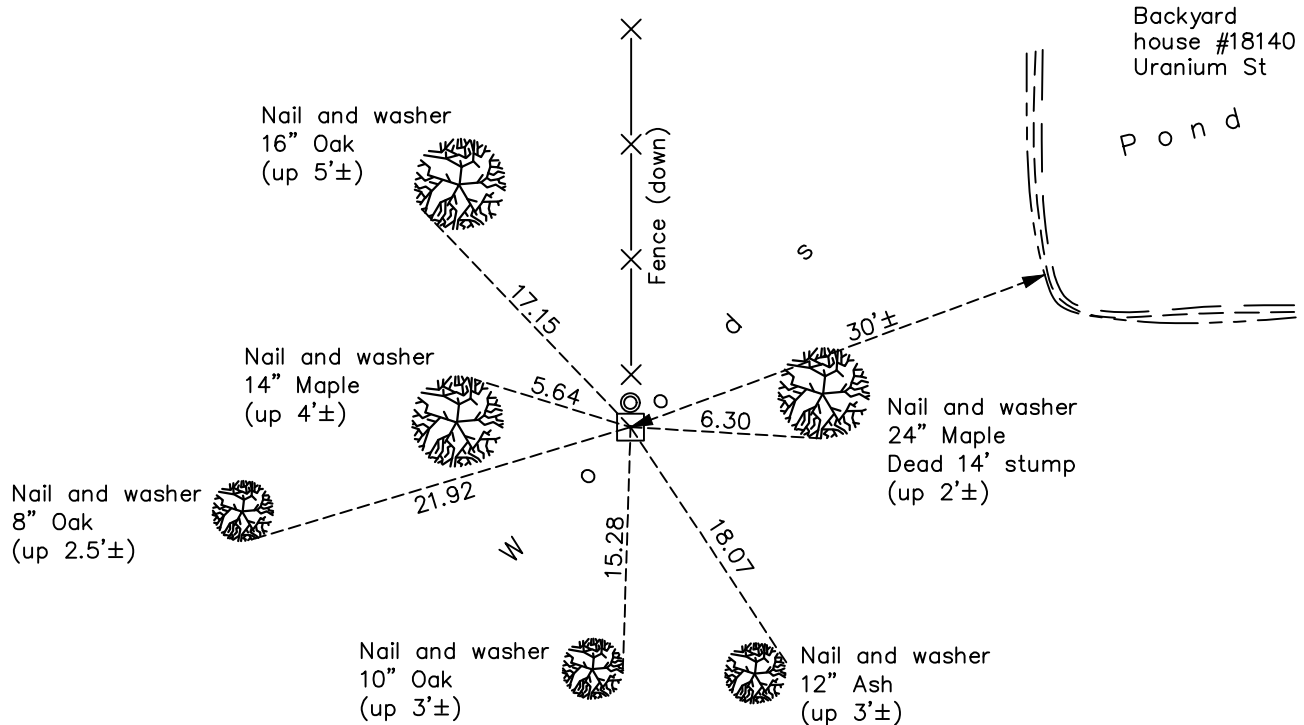 Backyard
house #18140
Uranium St
Pond
Nail and washer
16” Oak
(up 5'±)
Fence (down)
17.15
Woods
30'±
Nail and washer
14” Maple
(up 4'±)
5.64
6.30
Nail and washer
24” Maple
Dead 14' stump
(up 2'±)
Nail and washer
8” Oak
(up 2.5'±)
21.92
15.28
18.07
Nail and washer
10” Oak
(up 3'±)
Nail and washer
12” Ash
(up 3'±)